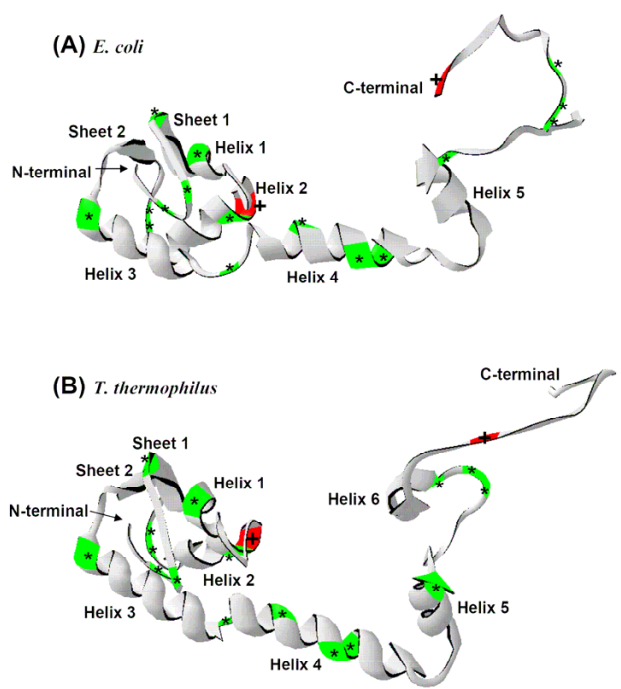 (A) E. coli
C-terminal
Sheet 1
Sheet 2
Helix 1
N-terminal
Helix 2
Helix 5
Helix 3
Helix 4
(B) T. thermophilus
C-terminal
Sheet 1
Sheet 2
Helix 1
Helix 6
N-terminal
Helix 2
Helix 3
Helix 5
Helix 4